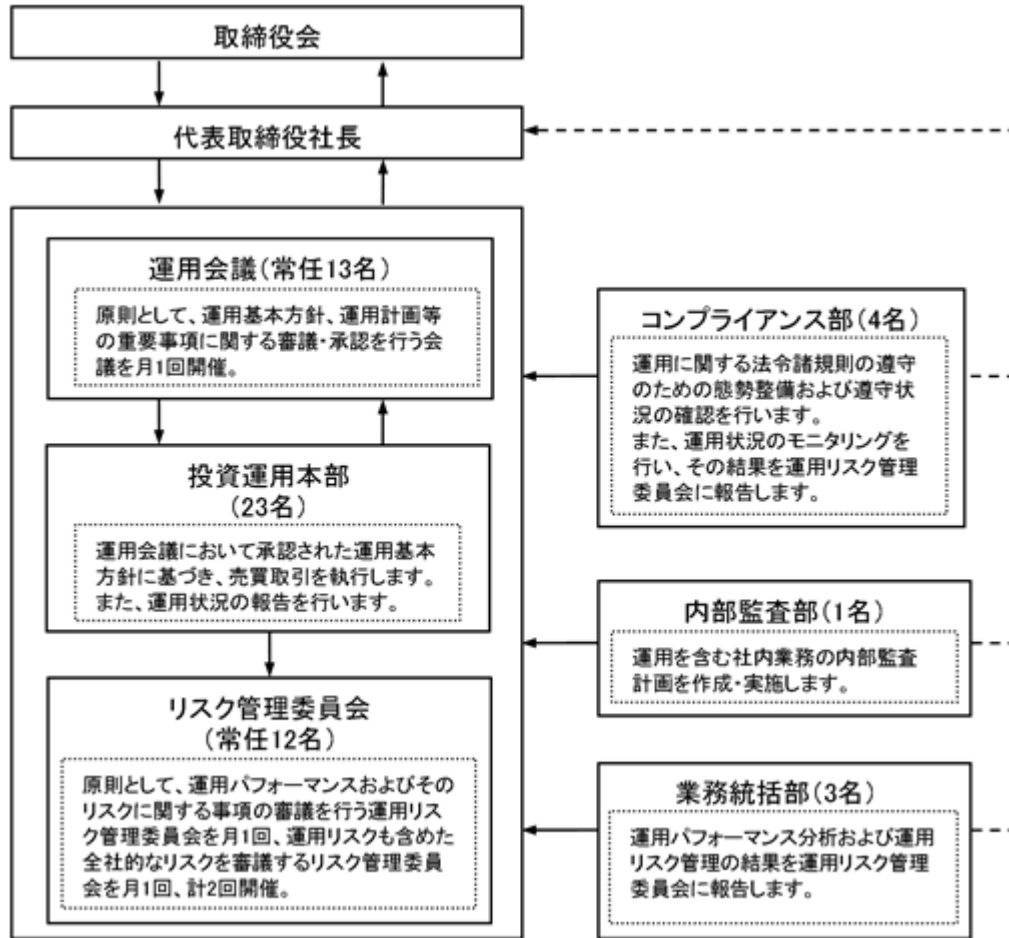 取締役会
代表取締役社長
運用会議(常任13名)
原則として、運用基本方針、運用計画等
の重要事項に関する審議・承認を行う会
議を月1回開催。
投資運用本部
(23名)
運用会議において承認された運用基本
方針に基づき、売買取引を執行します。
また、運用状況の報告を行います。
リスク管理委員会
(常任12名)
原則として、運用パフォーマンスおよびその
リスクに関する事項の審議を行う運用リス
ク管理委員会を月1回、運用リスクも含めた
全社的なリスクを審議するリスク管理委員
会を月1回、計2回開催。
コンプライアンス部(4名)
運用に関する法令諸規則の遵守
のための態勢整備および遵守状
況の確認を行います。
また、運用状況のモニタリングを
行い、その結果を運用リスク管理
委員会に報告します。
内部監査部(1名)
運用を含む社内業務の内部監査
計画を作成・実施します。
業務統括部(3名)
運用パフォーマンス分析および運用
リスク管理の結果を運用リスク管理
委員会に報告します。